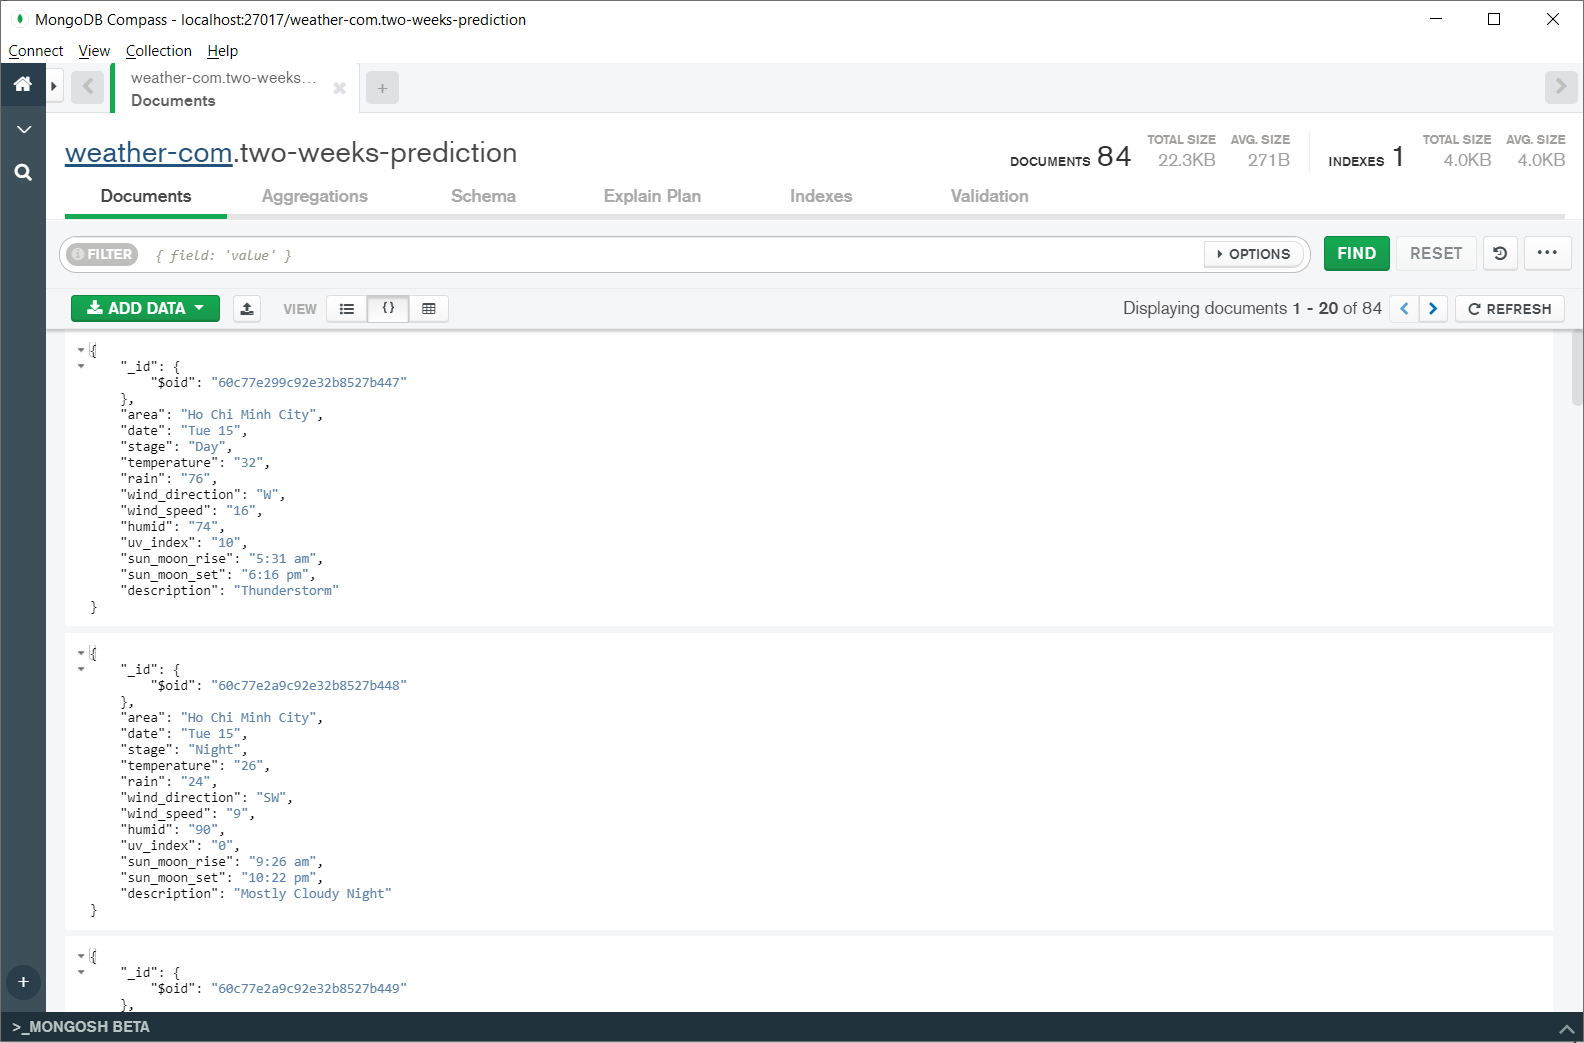 MongoDB Compass - localhost:27017/weather-com.two-weeks-prediction
Connect View Collection Help
weather-com.two-weeks...
Documents
weather-com.two-weeks-prediction
DOCUMENTS 84
TOTAL SIZE
22.3KB
AVG. SIZE
271B
INDEXES 1
TOTAL SIZE
4.0KB
AVG. SIZE
4.0KB
Documents Aggregations Schema Explain Plan Indexes Validation
FILTER { field: 'value' } OPTIONS FIND RESET
ADD DATA VIEW {} Displaying documents 1 - 20 of 84 REFRESH
{
"_id": {
"$oid": "60c77e299c92e32b8527b447"
},
"area": "Ho Chi Minh City",
"date": "Tue 15",
"stage": "Day",
"temperature": "32",
"rain": "76",
"wind_direction": "W",
"wind_speed": "16",
"humid": "74",
"uv_index": "10",
"sun_moon_rise": "5:31 am",
"sun_moon_set": "6:16 pm",
"description": "Thunderstorm"
}
{
"_id": {
"$oid": "60c77e2a9c92e32b8527b448"
},
"area": "Ho Chi Minh City",
"date": "Tue 15",
"stage": "Night",
"temperature": "26",
"rain": "24",
"wind_direction": "SW",
"wind_speed": "9",
"humid": "90",
"uv_index": "0",
"sun_moon_rise": "9:26 am",
"sun_moon_set": "10:22 pm",
"description": "Mostly Cloudy Night"
}
{
"_id": {
"$oid": "60c77e2a9c92e32b8527b449"
},
>_MONGOSH BETA